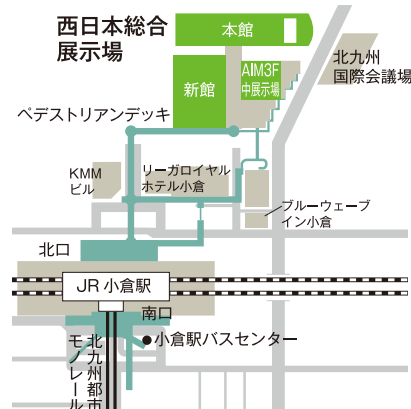 西日本総合
展示場
本館
北九州
国際会議場
AIM3F
中展示場
新館
ペデストリアンデッキ
KMM
ビル
リーガロイヤル
ホテル小倉
ブルーウェーブ
イン小倉
北口
JR小倉駅
南口
小倉駅バスセンター
北九州都市
モノレール